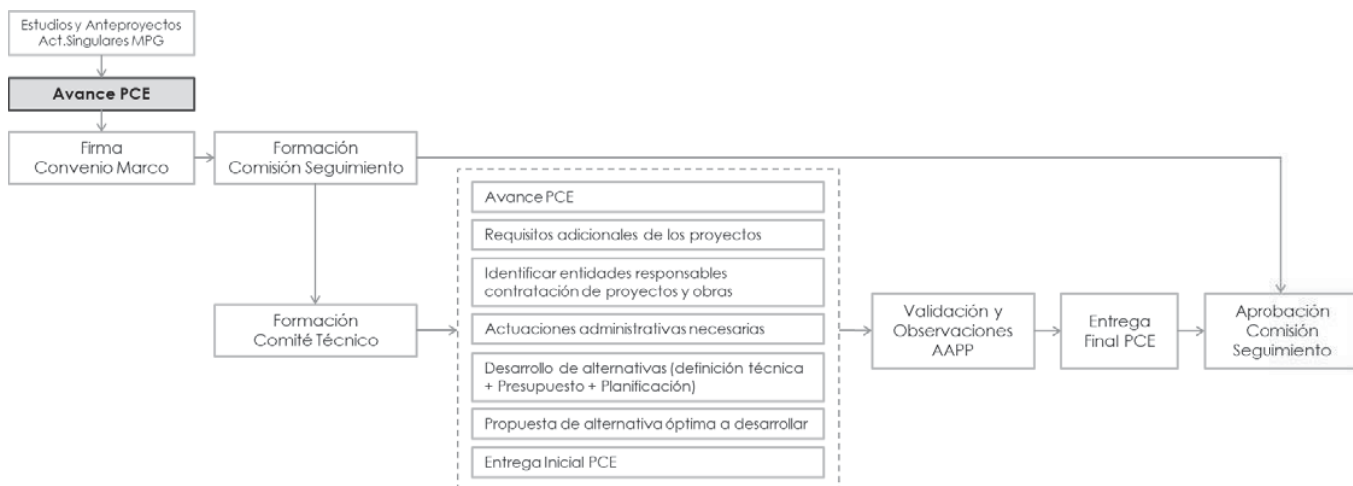 Estudios y Anteproyectos
Act.Singulares MPG
Avance PCE
Firma
Convenio Marco
Formación
Comisión Seguimiento
Formación
Comité Técnico
Avance PCE
Requisitos adicionales de los proyectos
Identificar entidades responsables
contratación de proyectos y obras
Actuaciones administrativas necesarias
Desarrollo de alternativas (definición técnica
+ Presupuesto + Planificación)
Propuesta de alternativa óptima a desarrollar
Entrega Inicial PCE
Validación y
Observaciones
AAPP
Entrega
Final PCE
Aprobación
Comisión
Seguimiento